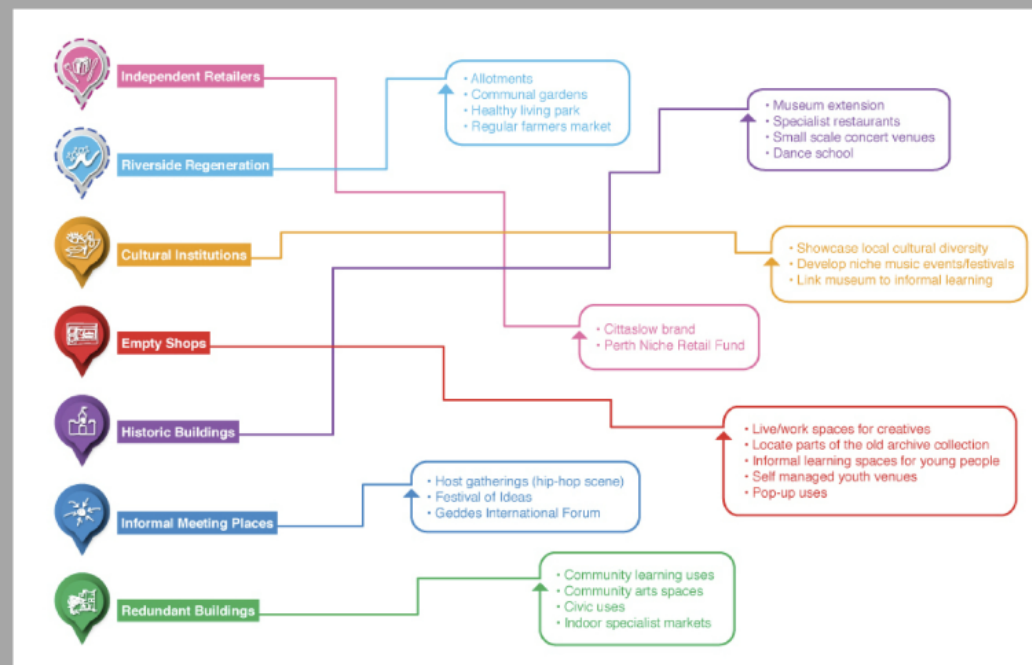 Independent Retailers
• Allotments
• Communal gardens
• Healthy living park
• Regular farmers market
• Museum extension
• Specialist restaurants
• Small scale concert venues
• Dance school
Riverside Regeneration
Cultural Institutions
• Showcase local cultural diversity
• Develop niche music events/festivals
• Link museum to informal learning
Empty Shops
• Cittaslow brand
• Perth Niche Retail Fund
Historic Buildings
• Live/work spaces for creatives
• Locate parts of the old archive collection
• Informal learning spaces for young people
• Self managed youth venues
• Pop-up uses
Informal Meeting Places
• Host gatherings (hip-hop scene)
• Festival of Ideas
• Geddes International Forum
Redundant Buildings
• Community learning uses
• Community arts spaces
• Civic uses
• Indoor specialist markets